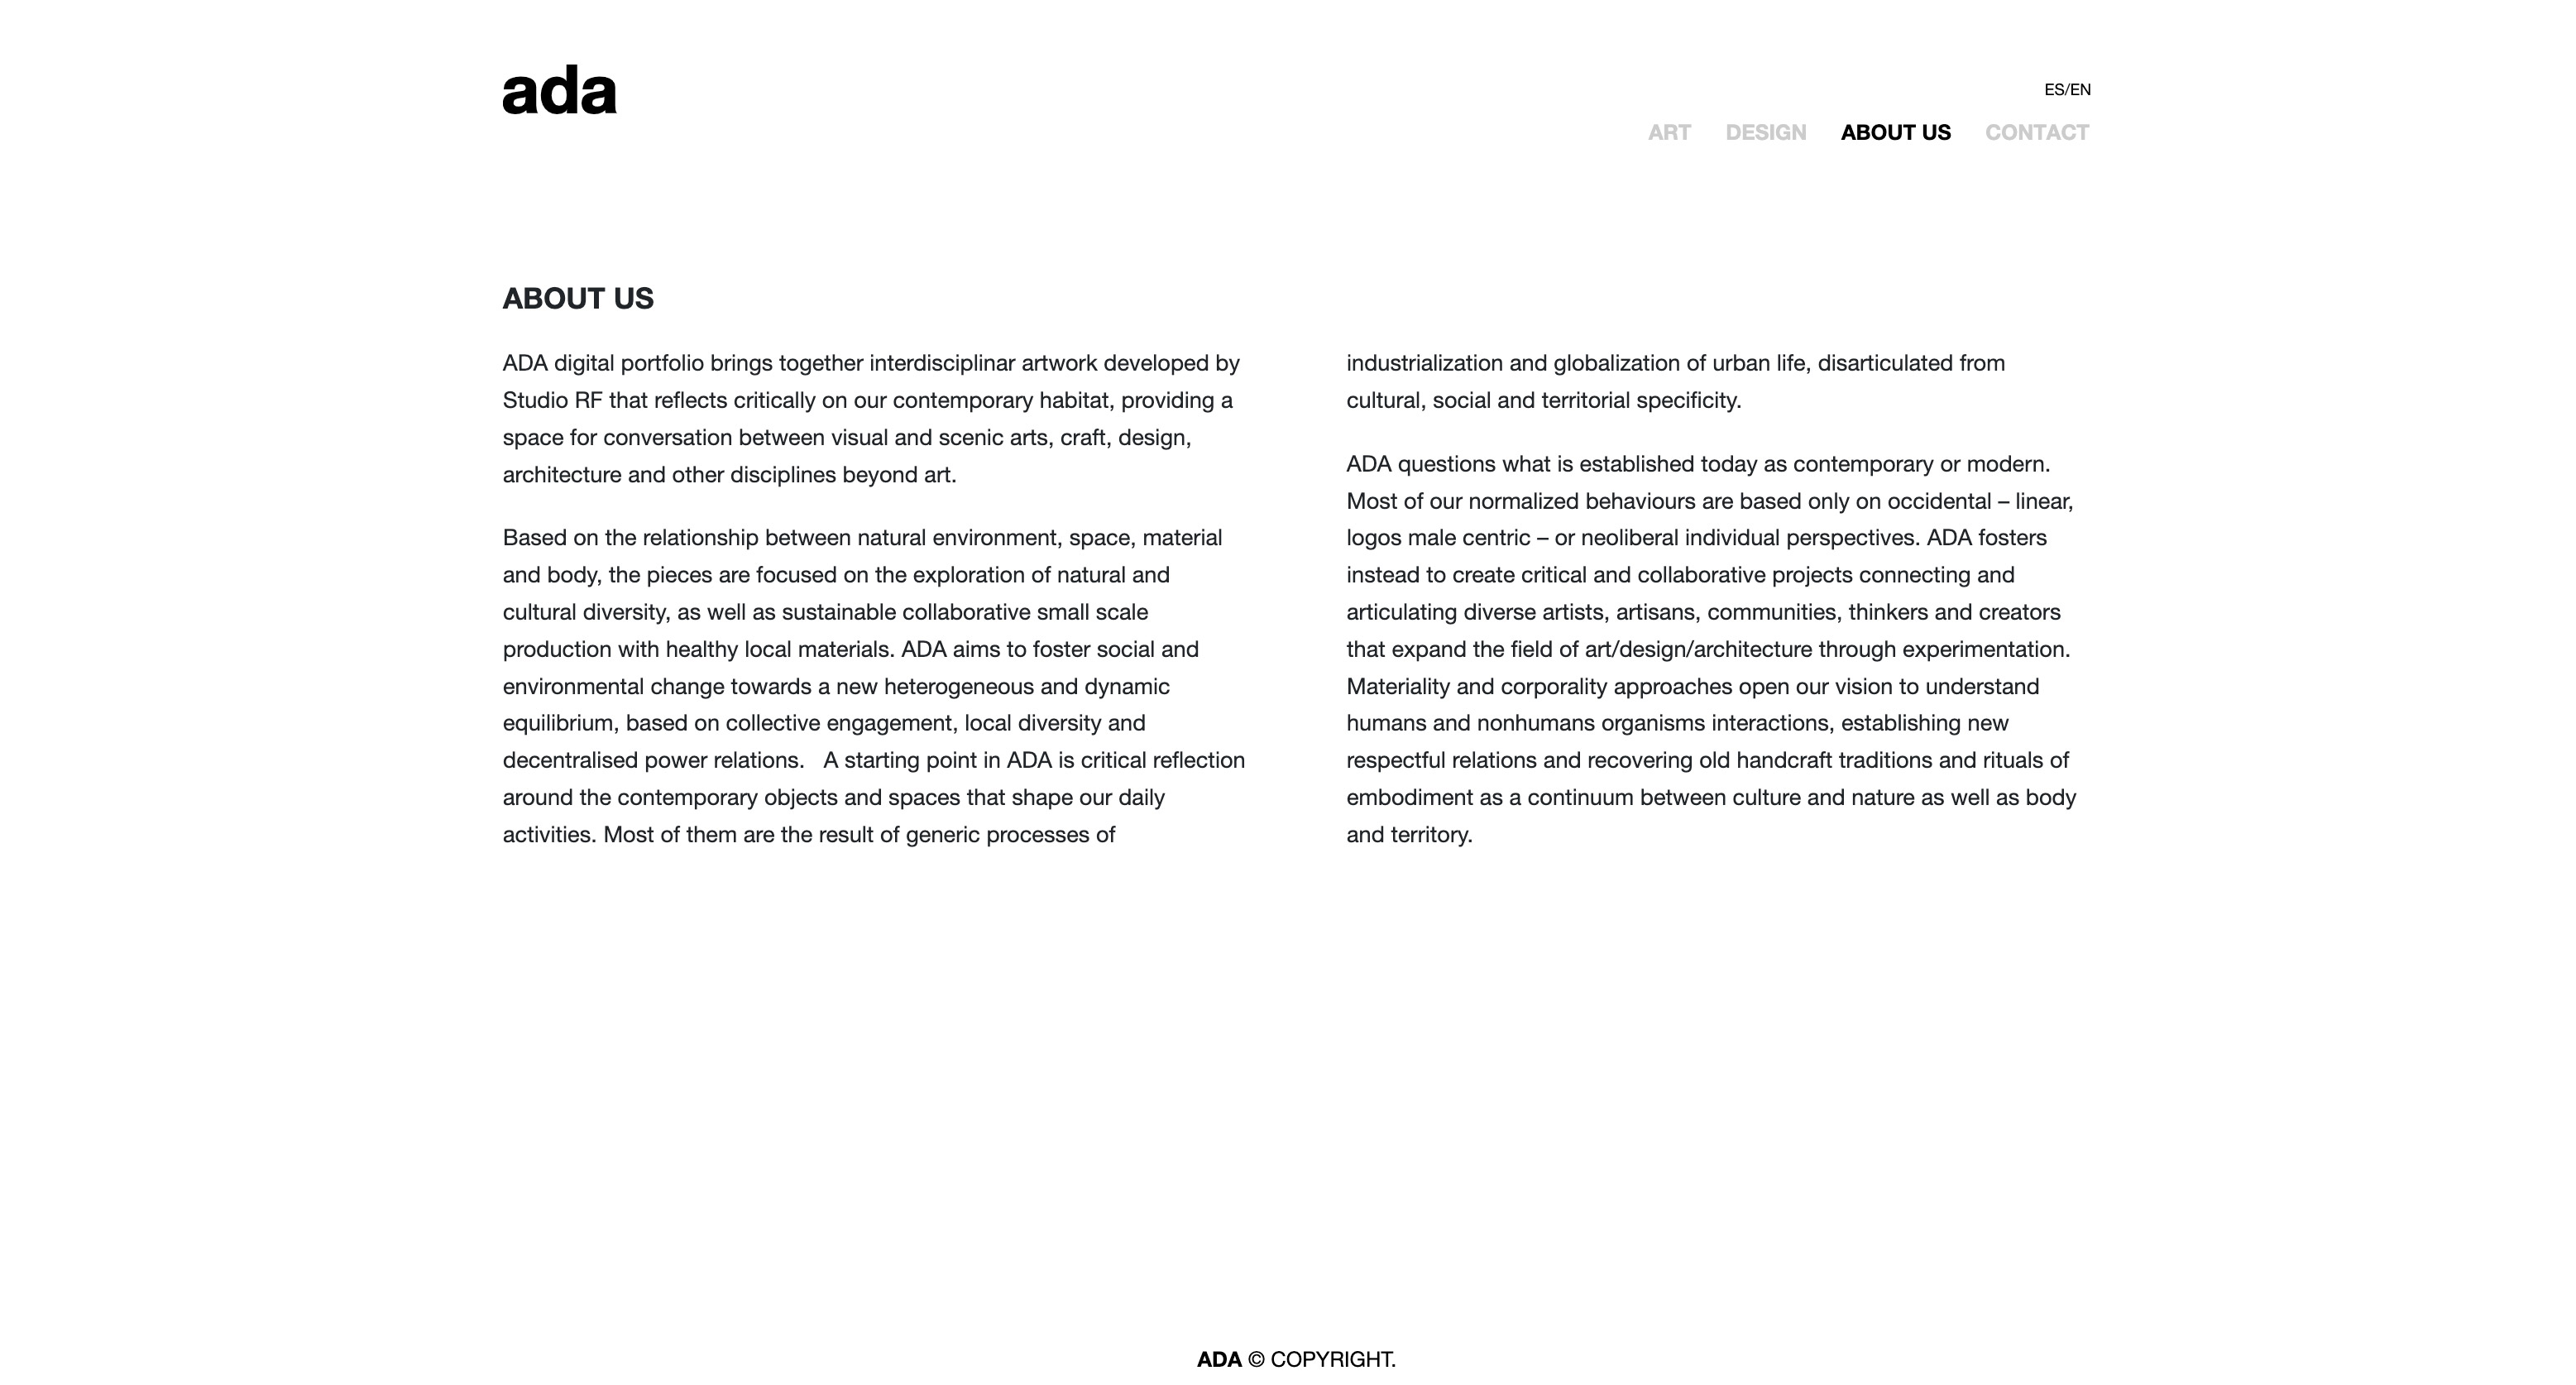 ada
ES/EN
ART DESIGN ABOUT US CONTACT
ABOUT US
ADA digital portfolio brings together interdisciplinar artwork developed by
Studio RF that reflects critically on our contemporary habitat, providing a
space for conversation between visual and scenic arts, craft, design,
architecture and other disciplines beyond art.
Based on the relationship between natural environment, space, material
and body, the pieces are focused on the exploration of natural and
cultural diversity, as well as sustainable collaborative small scale
production with healthy local materials. ADA aims to foster social and
environmental change towards a new heterogeneous and dynamic
equilibrium, based on collective engagement, local diversity and
decentralised power relations.   A starting point in ADA is critical reflection
around the contemporary objects and spaces that shape our daily
activities. Most of them are the result of generic processes of
industrialization and globalization of urban life, disarticulated from
cultural, social and territorial specificity.
ADA questions what is established today as contemporary or modern.
Most of our normalized behaviours are based only on occidental – linear,
logos male centric – or neoliberal individual perspectives. ADA fosters
instead to create critical and collaborative projects connecting and
articulating diverse artists, artisans, communities, thinkers and creators
that expand the field of art/design/architecture through experimentation.
Materiality and corporality approaches open our vision to understand
humans and nonhumans organisms interactions, establishing new
respectful relations and recovering old handcraft traditions and rituals of
embodiment as a continuum between culture and nature as well as body
and territory.
ADA © COPYRIGHT.